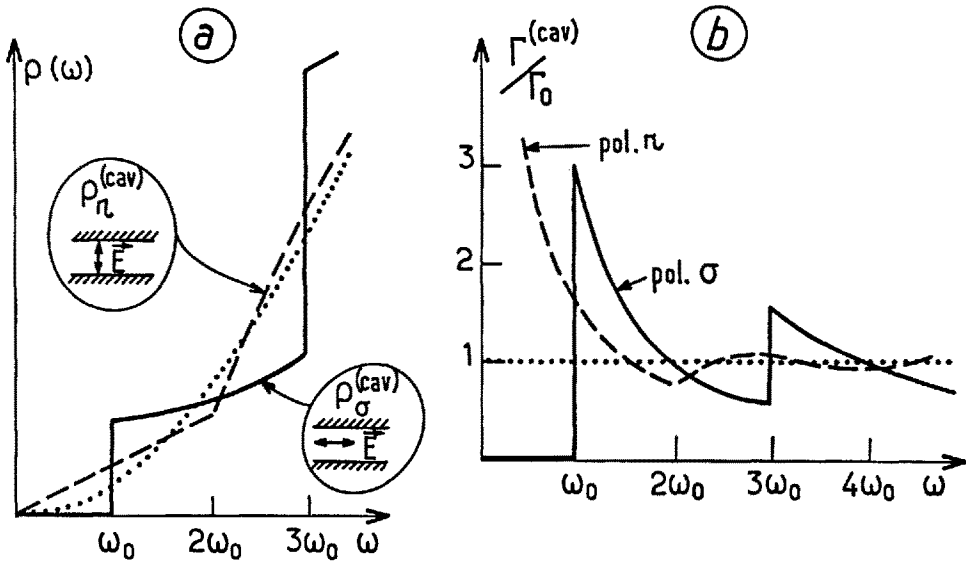 a
ρ(ω)
ρπ(cav)
E
ρσ(cav)
E
ω₀ 2ω₀ 3ω₀ ω
b
Γ(cav)/Γ₀
3
2
1
pol. π
pol. σ
ω₀ 2ω₀ 3ω₀ 4ω₀ ω